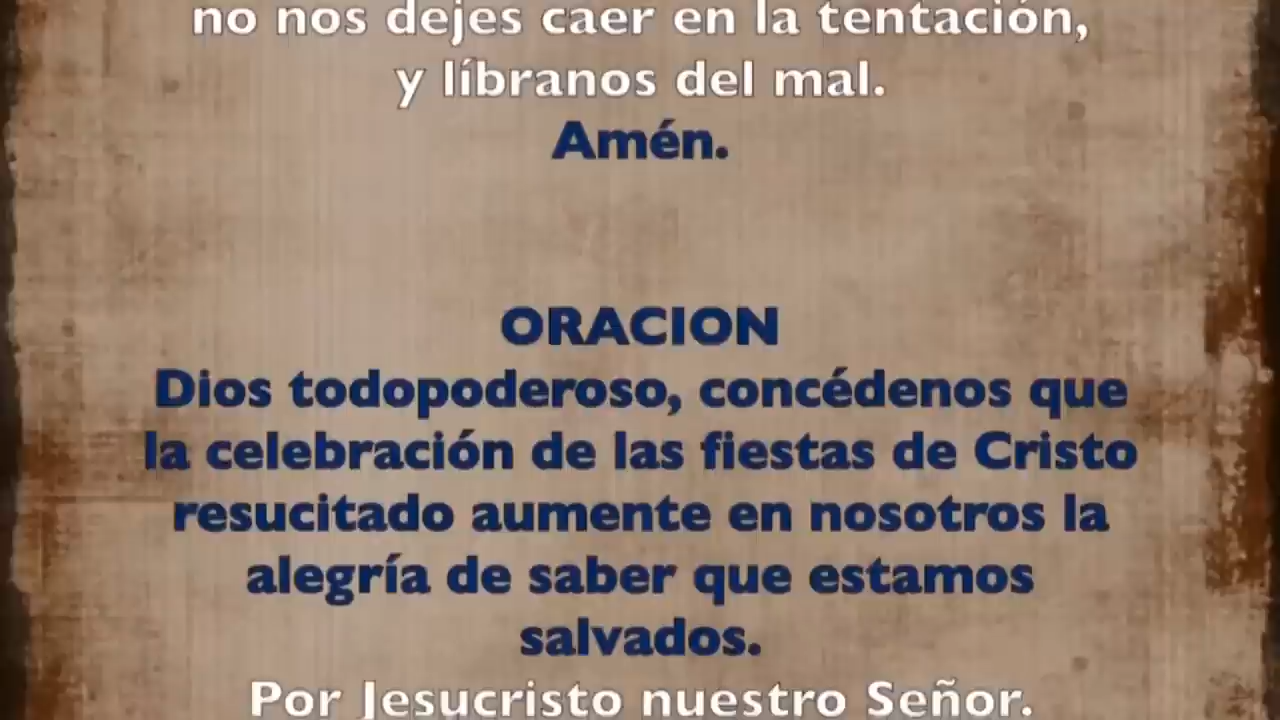 no nos dejes caer en la tentación,
y líbranos del mal.
Amén.
ORACION
Dios todopoderoso, concédenos que
la celebración de las fiestas de Cristo
resucitado aumente en nosotros la
alegría de saber que estamos
salvados.
Por Jesucristo nuestro Señor.